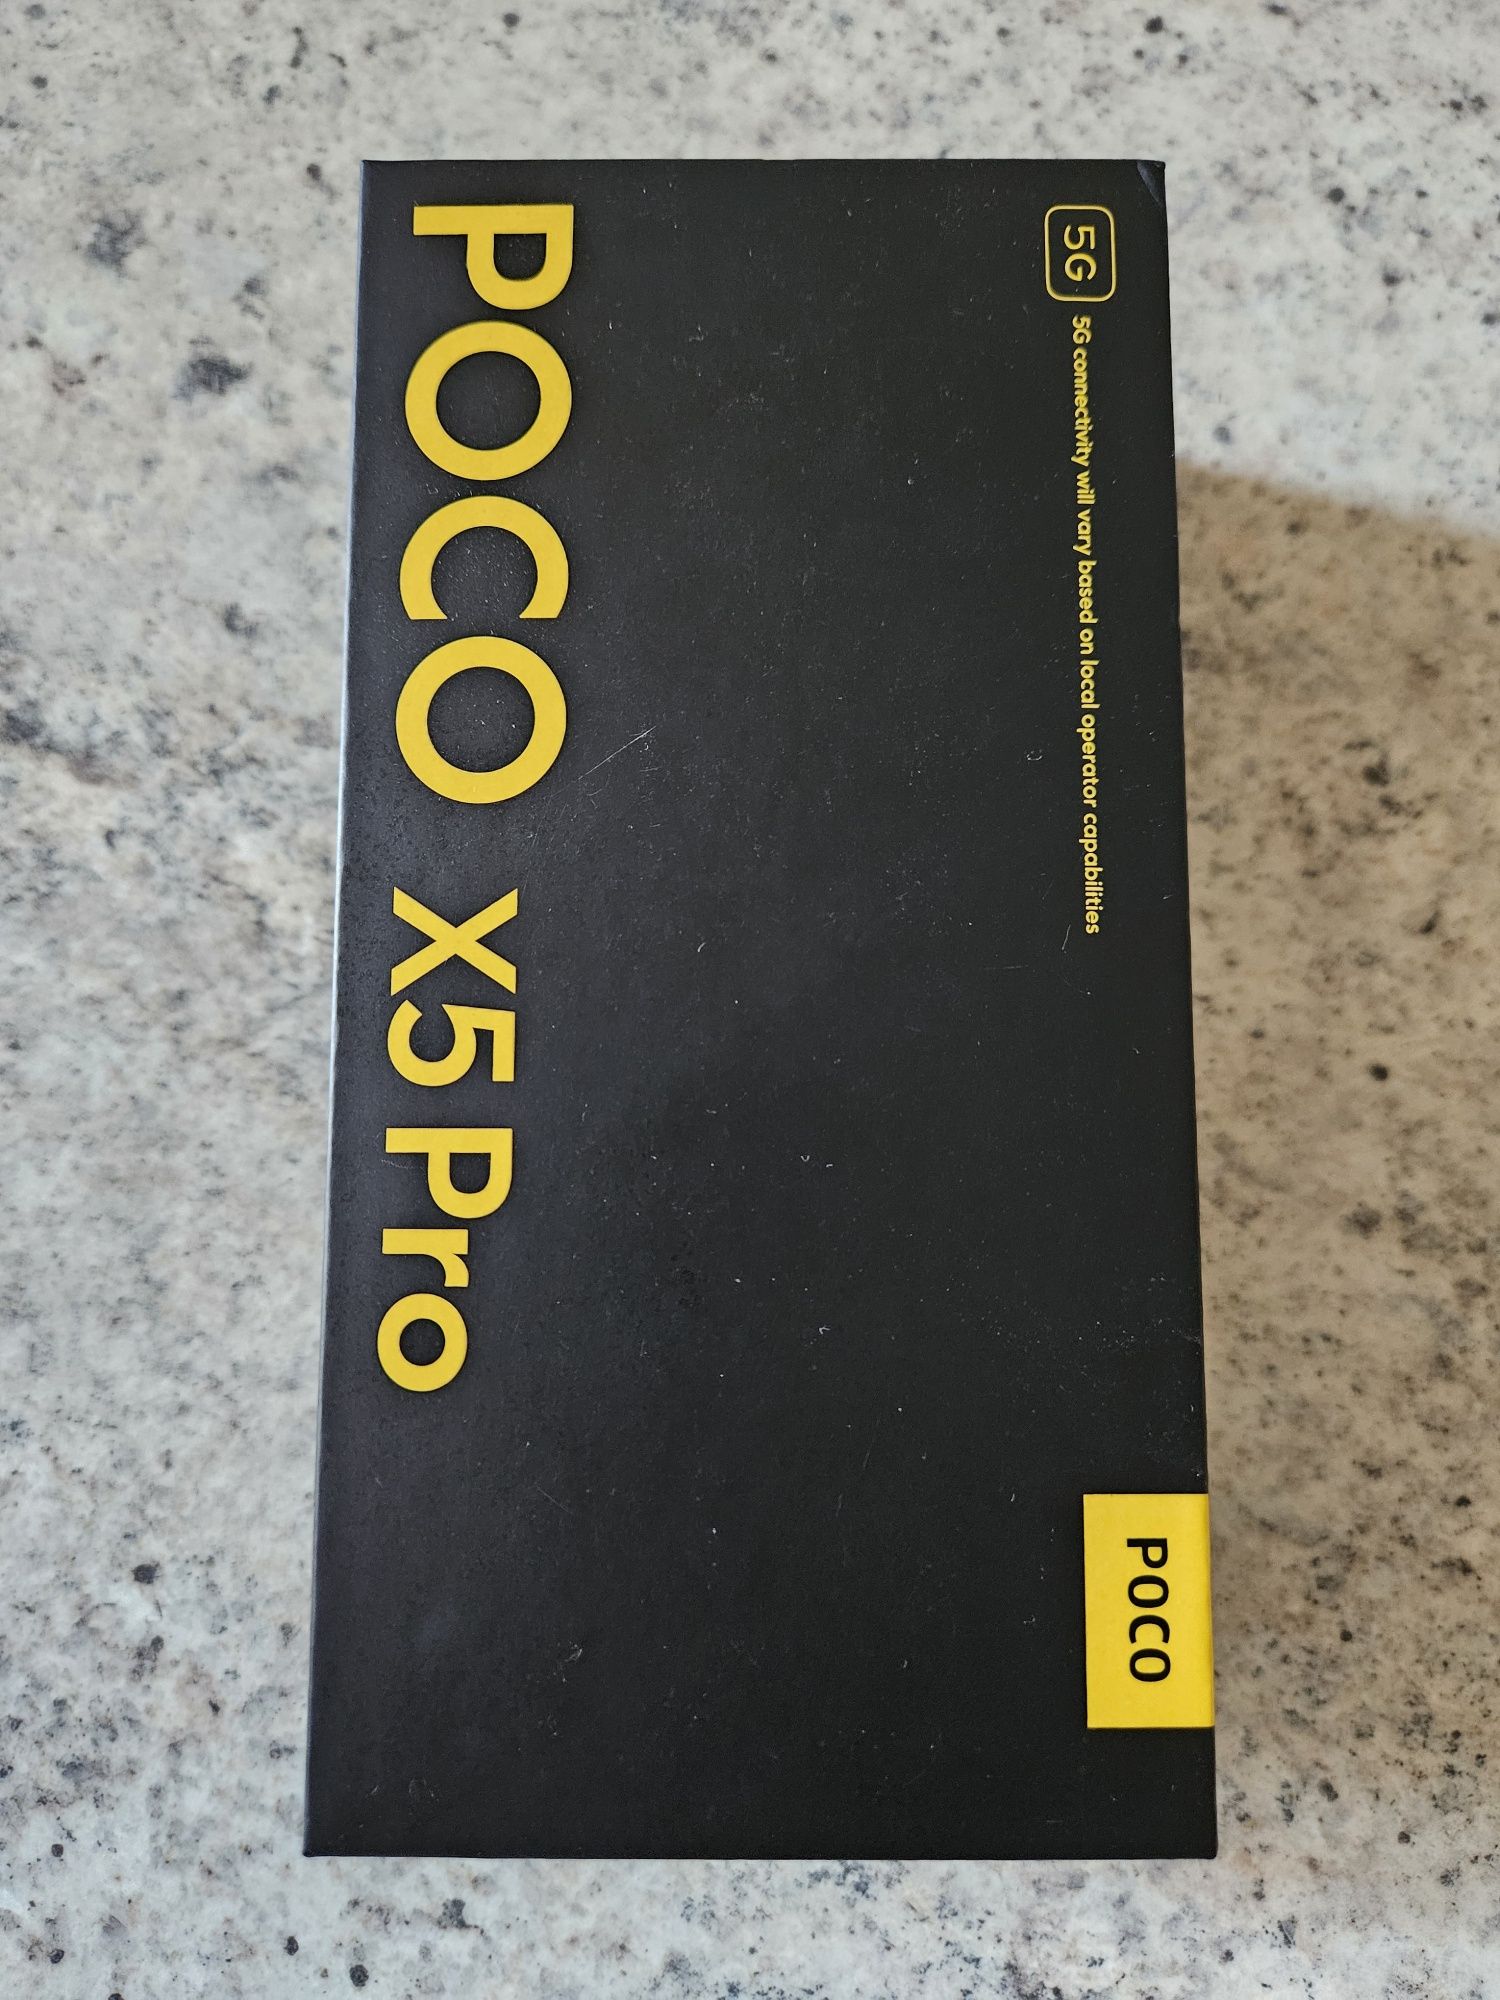 5G
5G connectivity will vary based on local operator capabilities
POCO
POCO X5 Pro